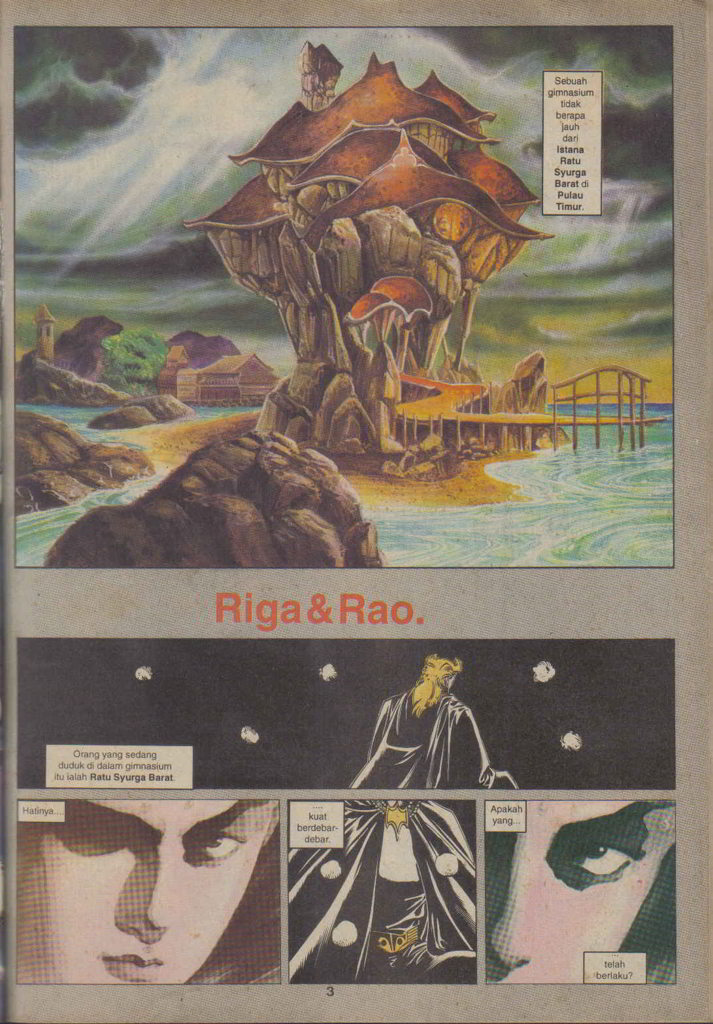 Sebuah
gimnasium
tidak
berapa
jauh
dari
Istana
Ratu
Syurga
Barat di
Pulau
Timur.
Riga & Rao.
Orang yang sedang
duduk di dalam gimnasium
itu ialah Ratu Syurga Barat.
Hatinya....
....
kuat
berdebar-
debar.
Apakah
yang...
...
telah
berlaku?
3